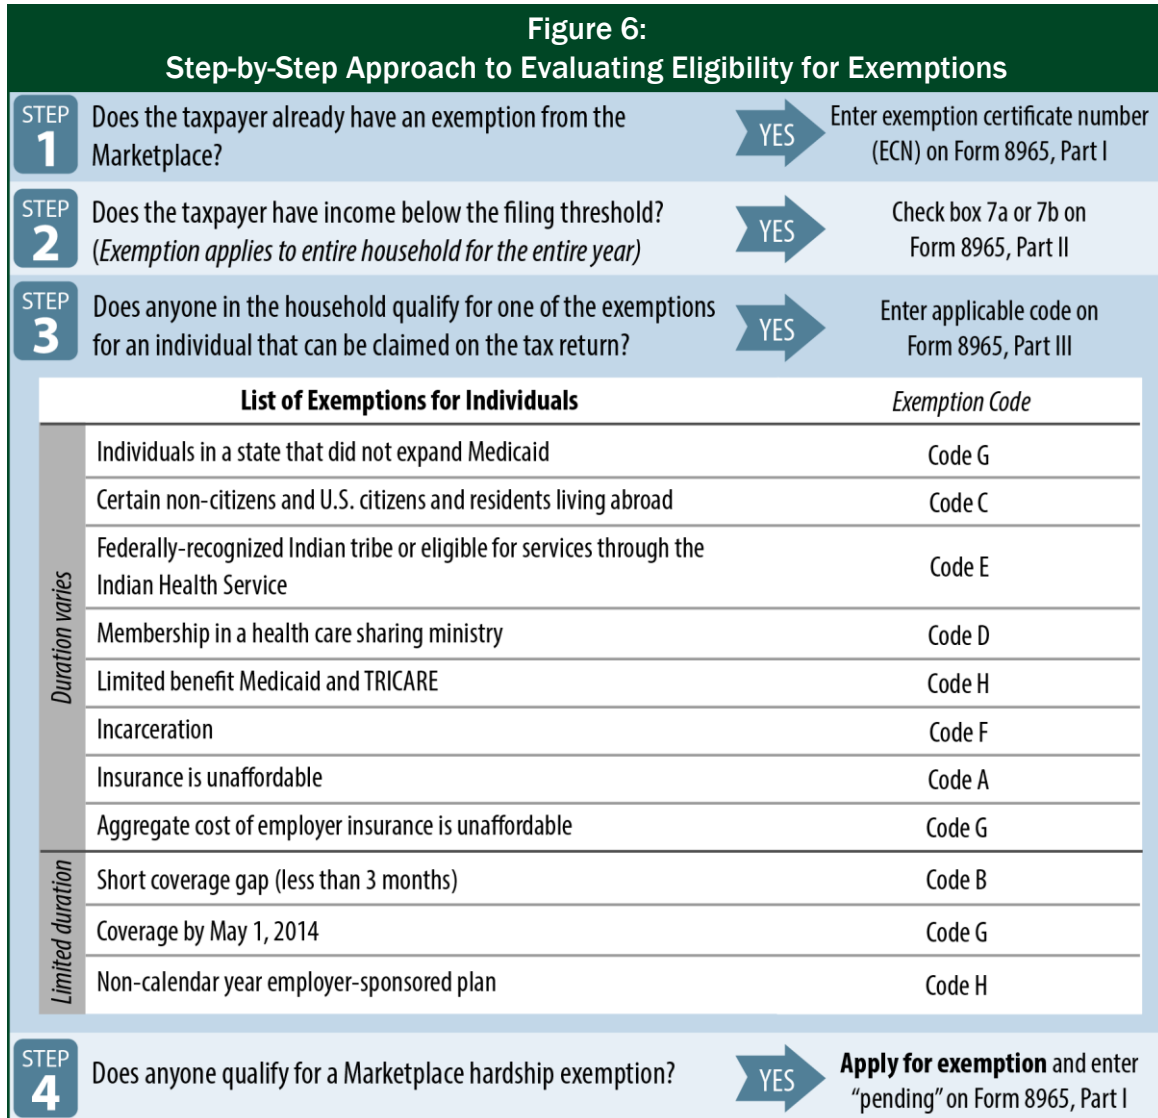 Figure 6:
Step-by-Step Approach to Evaluating Eligibility for Exemptions
STEP
1
Does the taxpayer already have an exemption from the
Marketplace?
YES
Enter exemption certificate number
(ECN) on Form 8965, Part I
STEP
2
Does the taxpayer have income below the filing threshold?
(Exemption applies to entire household for the entire year)
YES
Check box 7a or 7b on
Form 8965, Part II
STEP
3
Does anyone in the household qualify for one of the exemptions
for an individual that can be claimed on the tax return?
YES
Enter applicable code on
Form 8965, Part III
List of Exemptions for Individuals
Exemption Code
Duration varies
Individuals in a state that did not expand Medicaid
Code G
Certain non-citizens and U.S. citizens and residents living abroad
Code C
Federally-recognized Indian tribe or eligible for services through the
Indian Health Service
Code E
Membership in a health care sharing ministry
Code D
Limited benefit Medicaid and TRICARE
Code H
Incarceration
Code F
Insurance is unaffordable
Code A
Aggregate cost of employer insurance is unaffordable
Code G
Limited duration
Short coverage gap (less than 3 months)
Code B
Coverage by May 1, 2014
Code G
Non-calendar year employer-sponsored plan
Code H
STEP
4
Does anyone qualify for a Marketplace hardship exemption?
YES
Apply for exemption and enter
“pending” on Form 8965, Part I